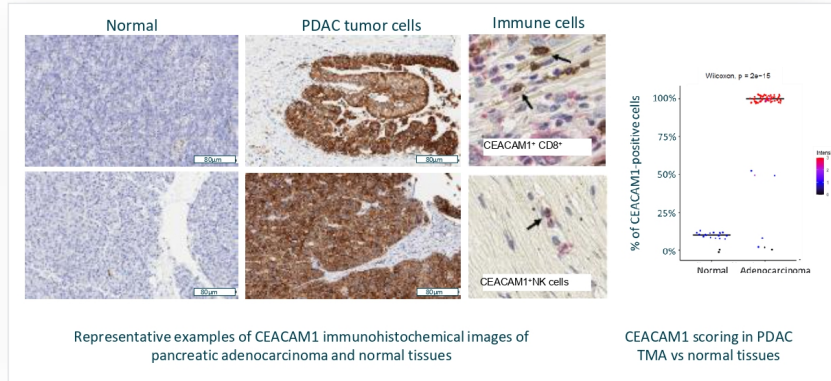 Normal
PDAC tumor cells
Immune cells
80µm
80µm
CEACAM1⁺ CD8⁺
80µm
80µm
CEACAM1⁺NK cells
Wilcoxon, p = 2e-15
% of CEACAM1-positive cells
100%
75%
50%
25%
0%
Normal
Adenocarcinoma
Intens
3
Representative examples of CEACAM1 immunohistochemical images of
pancreatic adenocarcinoma and normal tissues
CEACAM1 scoring in PDAC
TMA vs normal tissues